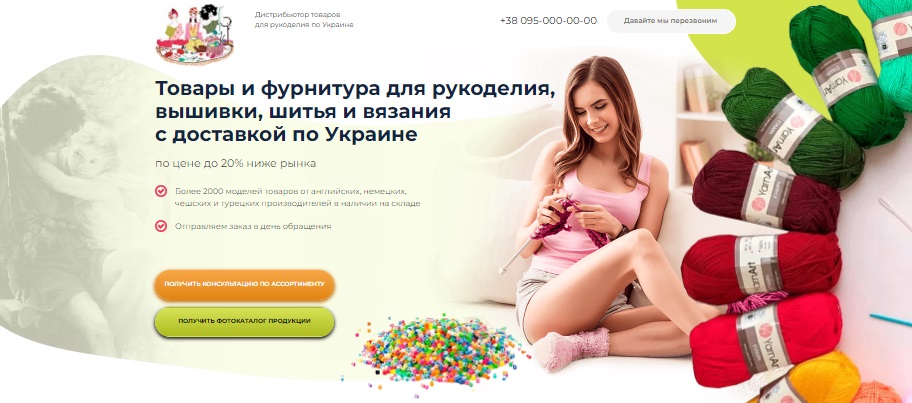 Дистрибьютор товаров
для рукоделия по Украине
+38 095-000-00-00
Давайте мы перезвоним
Товары и фурнитура для рукоделия,
вышивки, шитья и вязания
с доставкой по Украине
по цене до 20% ниже рынка
Более 2000 моделей товаров от английских, немецких,
чешских и турецких производителей в наличии на складе
Отправляем заказ в день обращения
ПОЛУЧИТЬ КОНСУЛЬТАЦИЮ ПО АССОРТИМЕНТУ
ПОЛУЧИТЬ ФОТОКАТАЛОГ ПРОДУКЦИИ
YarnArt
YarnArt
YarnArt
YarnArt
YarnArt